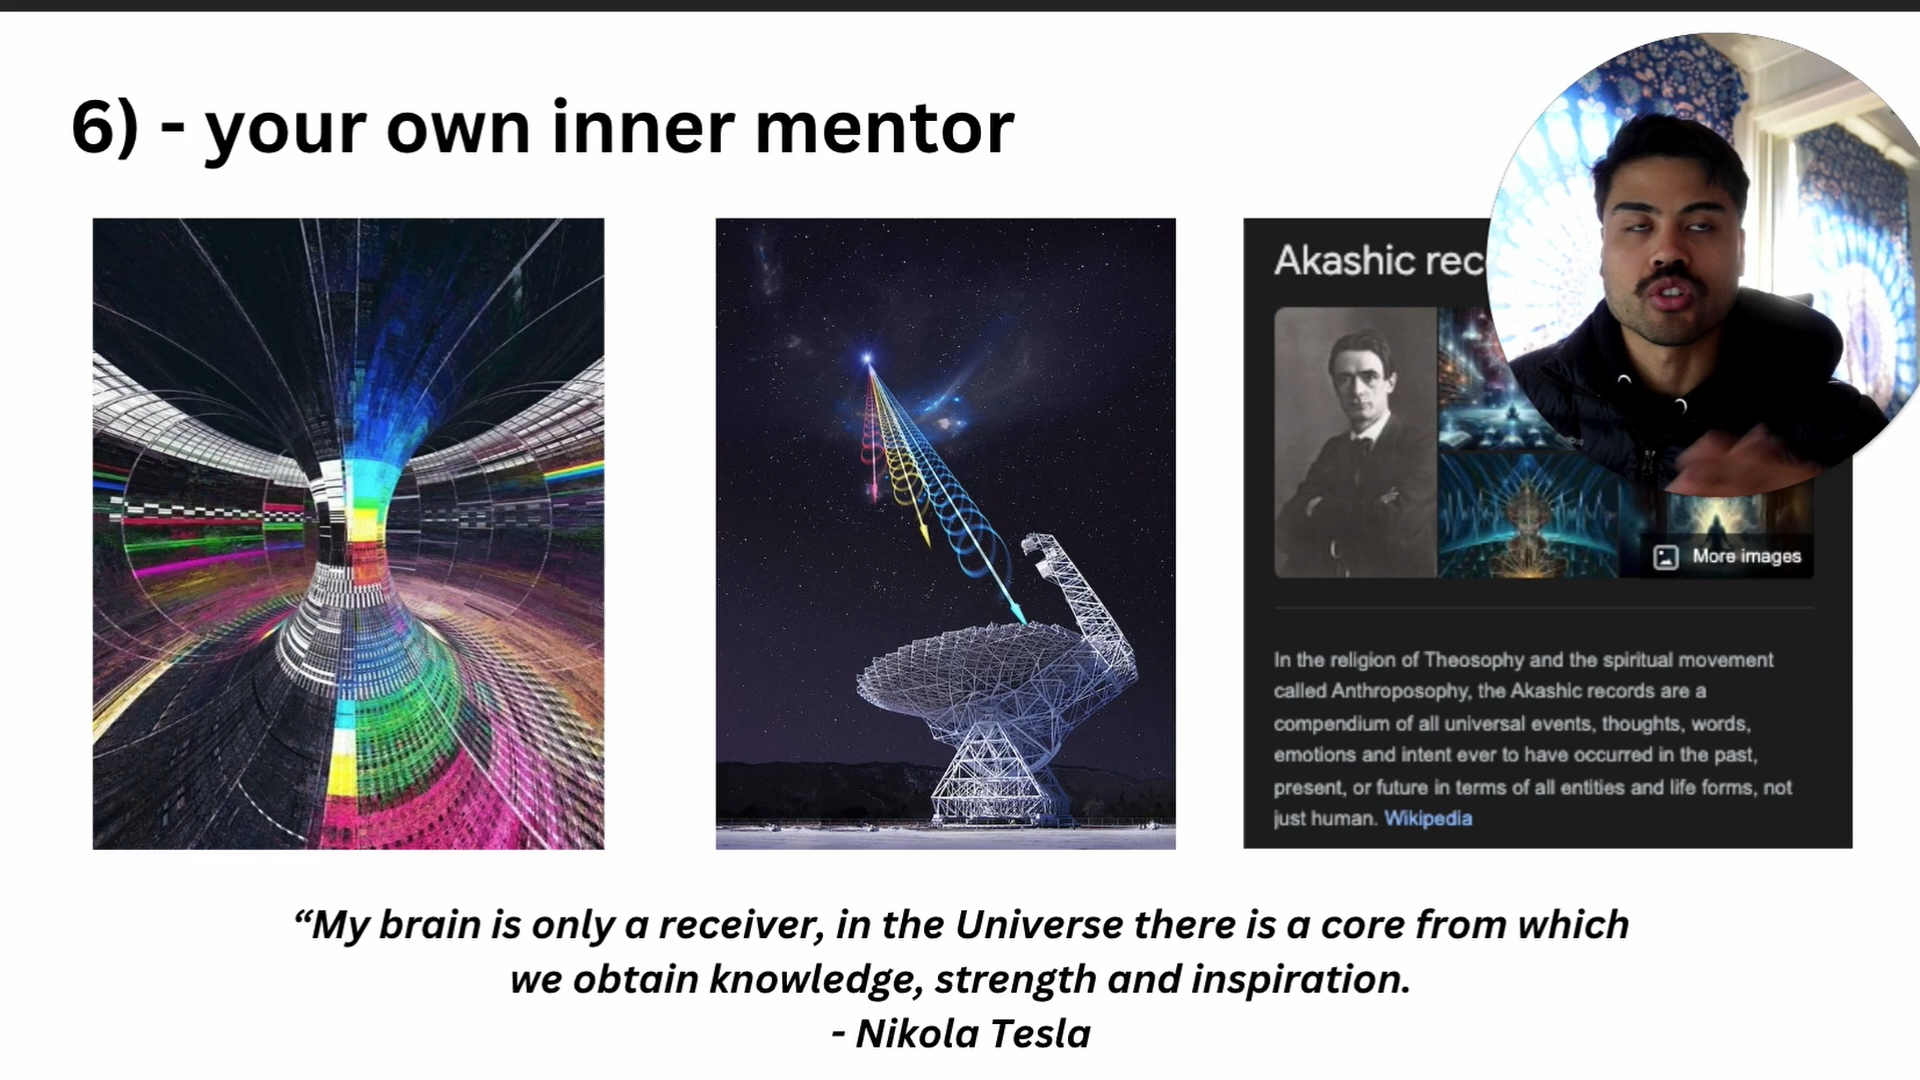 6) - your own inner mentor
Akashic rec
More images
In the religion of Theosophy and the spiritual movement
called Anthroposophy, the Akashic records are a
compendium of all universal events, thoughts, words,
emotions and intent ever to have occurred in the past,
present, or future in terms of all entities and life forms, not
just human. Wikipedia
“My brain is only a receiver, in the Universe there is a core from which
we obtain knowledge, strength and inspiration.
- Nikola Tesla